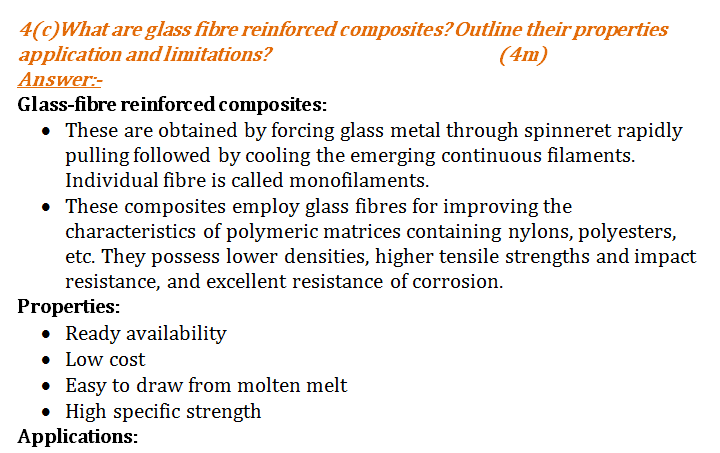 4(c)What are glass fibre reinforced composites? Outline their properties
application and limitations? (4m)
Answer:-
Glass-fibre reinforced composites:
• These are obtained by forcing glass metal through spinneret rapidly
pulling followed by cooling the emerging continuous filaments.
Individual fibre is called monofilaments.
• These composites employ glass fibres for improving the
characteristics of polymeric matrices containing nylons, polyesters,
etc. They possess lower densities, higher tensile strengths and impact
resistance, and excellent resistance of corrosion.
Properties:
• Ready availability
• Low cost
• Easy to draw from molten melt
• High specific strength
Applications: